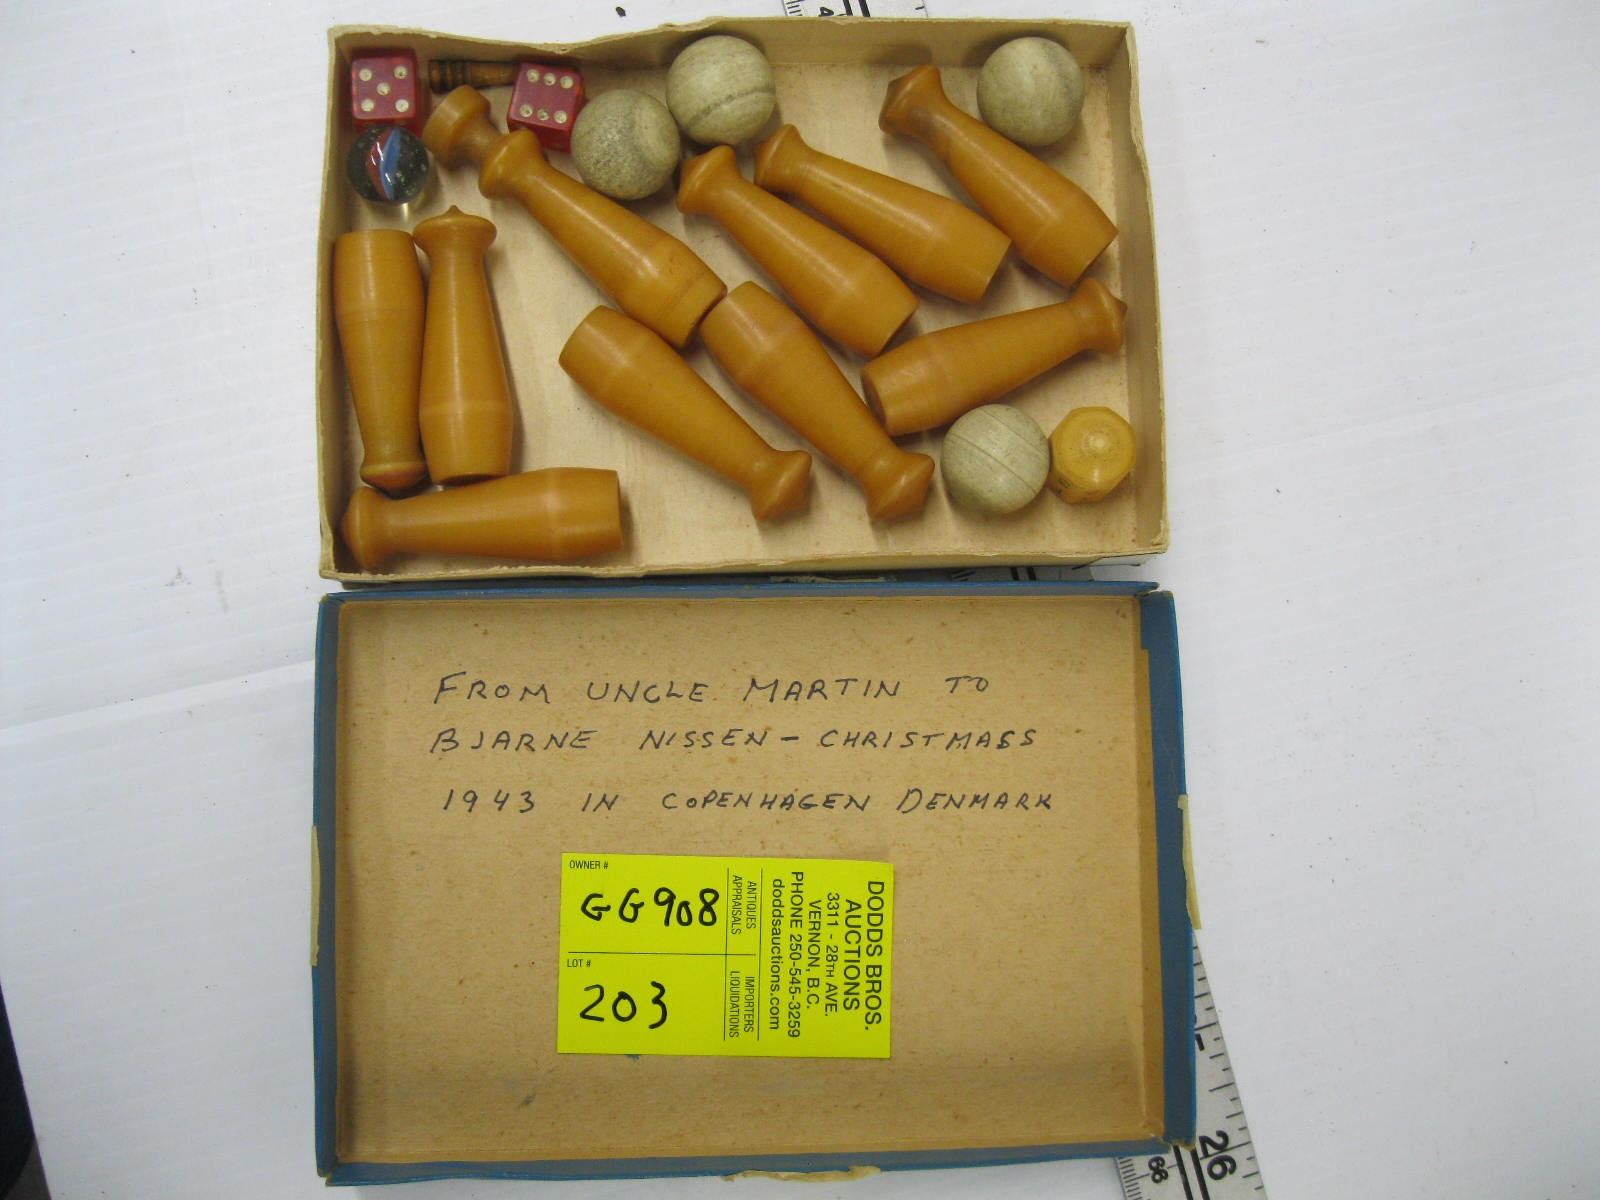 FROM UNCLE MARTIN TO
BJARNE NISSEN - CHRISTMASS
1943 IN COPENHAGEN DENMARK
OWNER #
GG908
LOT #
203
ANTIQUES
APPRAISALS
IMPORTERS
LIQUIDATIONS
DODDS BROS.
AUCTIONS
3311 - 28TH AVE.
VERNON, B.C.
PHONE 250-545-3259
doddsauctions.com
26
68